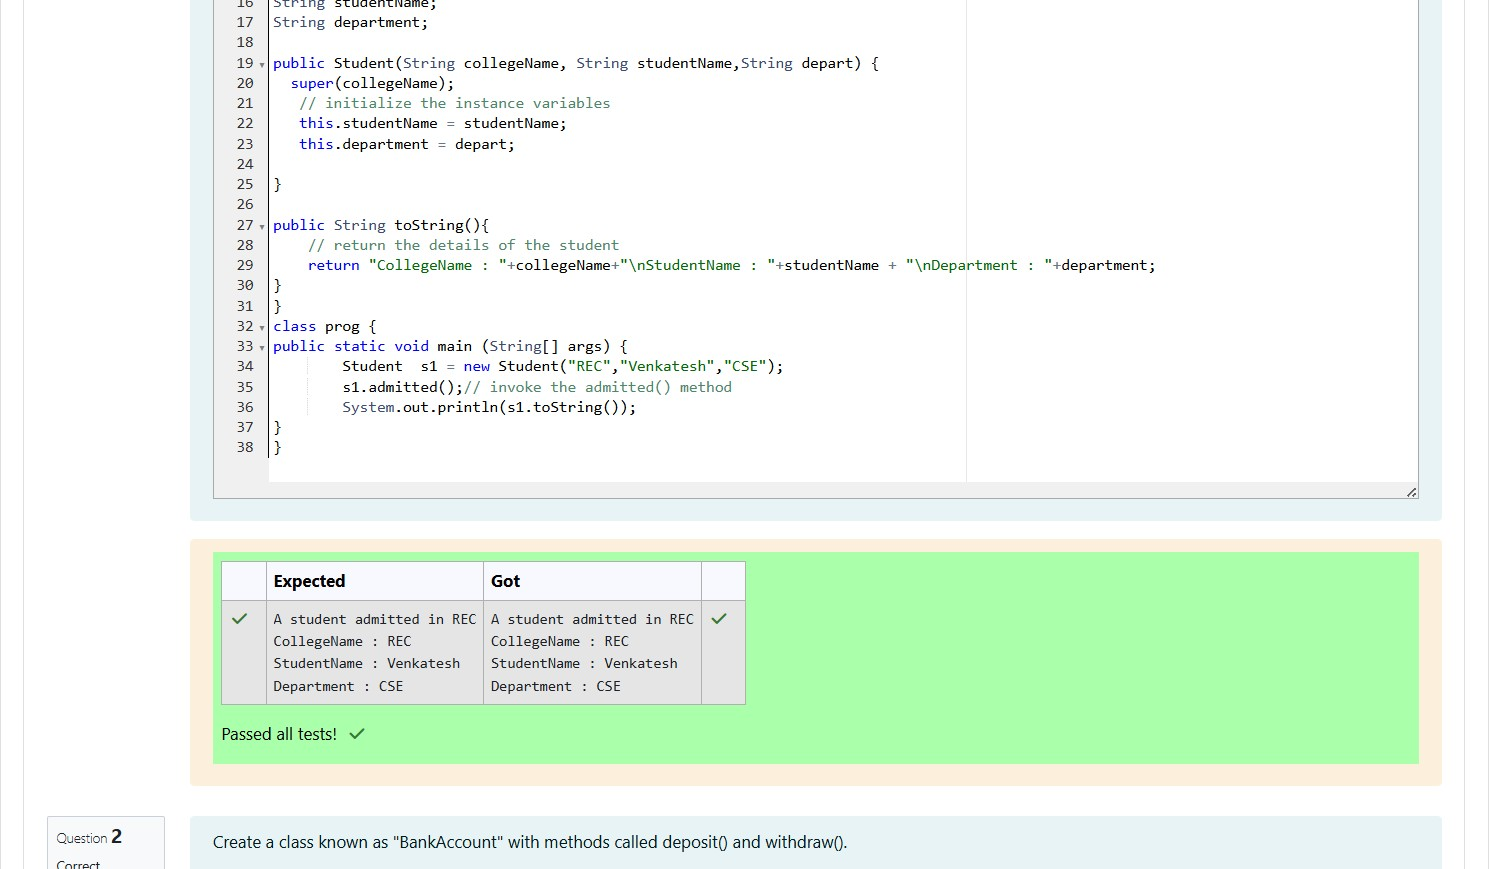 16 String studentName;
17 String department;
18
19 public Student(String collegeName, String studentName,String depart) {
20 super(collegeName);
21 // initialize the instance variables
22 this.studentName = studentName;
23 this.department = depart;
24
25 }
26
27 public String toString(){
28 // return the details of the student
29 return "CollegeName : "+collegeName+"\nStudentName : "+studentName + "\nDepartment : "+department;
30 }
31 }
32 class prog {
33 public static void main (String[] args) {
34 Student  s1 = new Student("REC","Venkatesh","CSE");
35 s1.admitted();// invoke the admitted() method
36 System.out.println(s1.toString());
37 }
38 }
Expected Got
A student admitted in REC A student admitted in REC
CollegeName : REC CollegeName : REC
StudentName : Venkatesh StudentName : Venkatesh
Department : CSE Department : CSE
Passed all tests!
Question 2
Correct
Create a class known as "BankAccount" with methods called deposit() and withdraw().